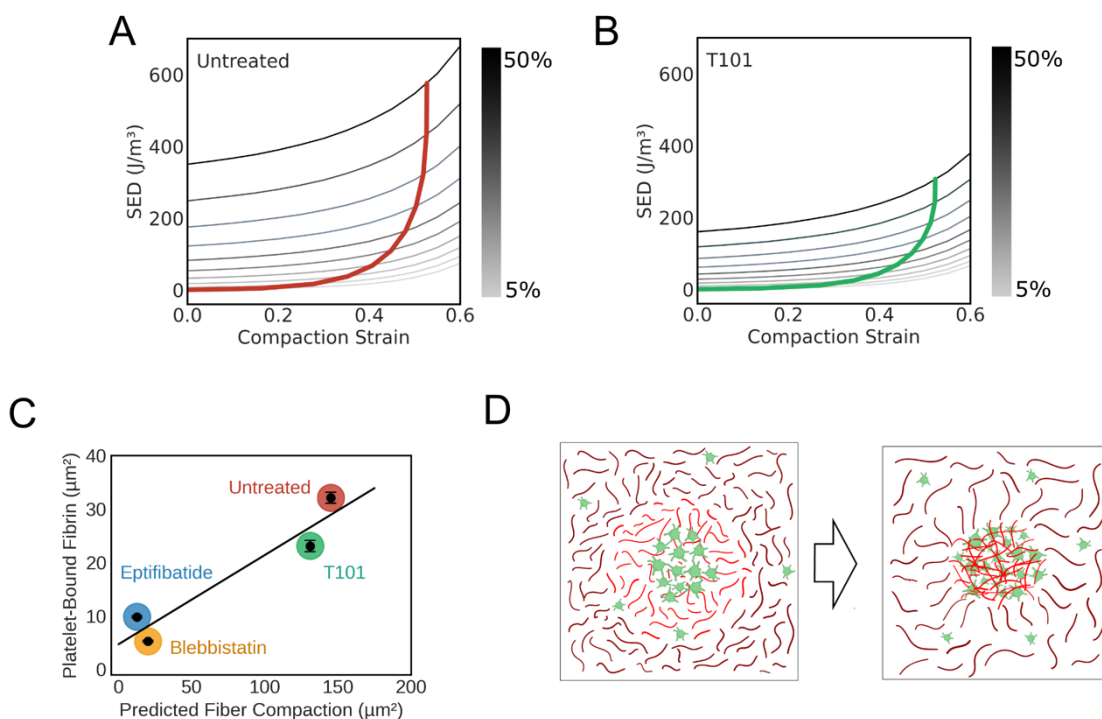 A
Untreated
SED (J/m³)
600
400
200
0
0.0 0.2 0.4 0.6
Compaction Strain
50%
5%
B
T101
SED (J/m³)
600
400
200
0
0.0 0.2 0.4 0.6
Compaction Strain
50%
5%
C
Platelet-Bound Fibrin (µm²)
40
30
20
10
0
Untreated
T101
Eptifibatide
Blebbistatin
0 50 100 150 200
Predicted Fiber Compaction (µm²)
D